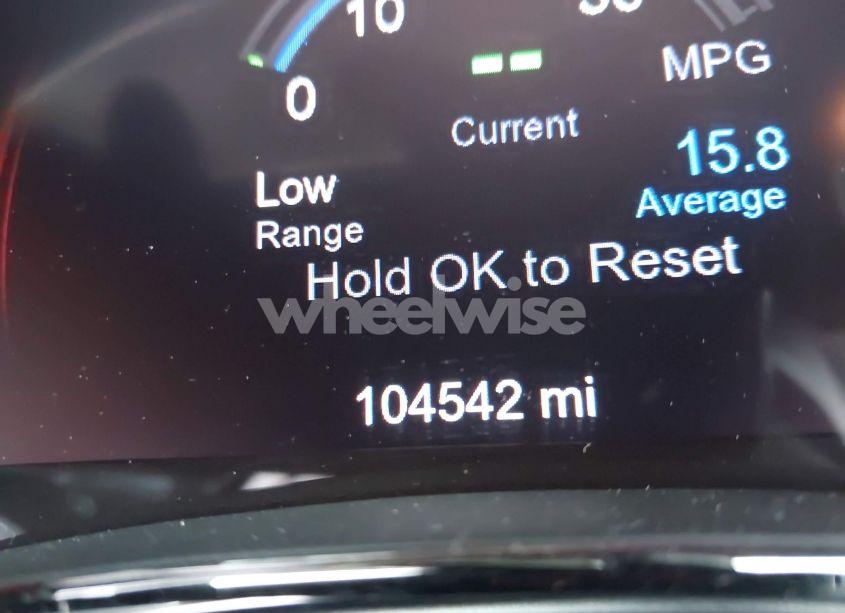 10
0
MPG
Current
15.8
Low
Average
Range
Hold OK to Reset
wheelwise
104542 mi